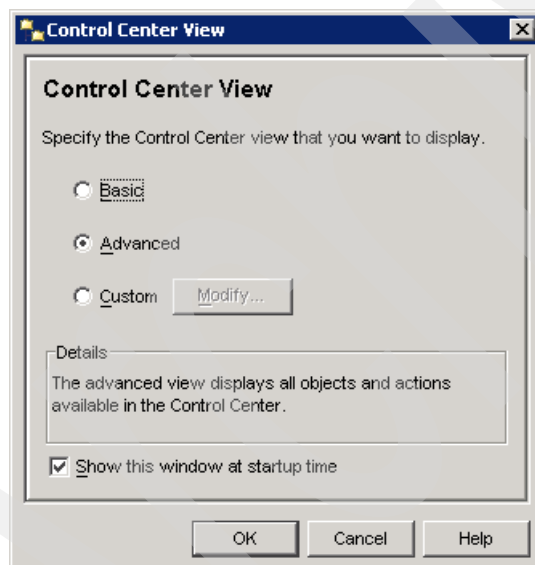 Control Center View
Control Center View
Specify the Control Center view that you want to display.
Basic
Advanced
Custom Modify...
Details
The advanced view displays all objects and actions
available in the Control Center.
Show this window at startup time
OK Cancel Help